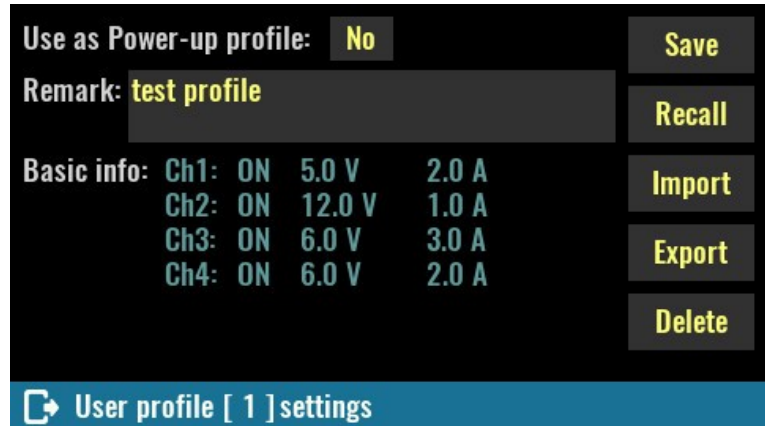 Use as Power-up profile: No
Save
Remark: test profile
Recall
Basic info: Ch1: ON 5.0 V 2.0 A
Import
Ch2: ON 12.0 V 1.0 A
Ch3: ON 6.0 V 3.0 A
Export
Ch4: ON 6.0 V 2.0 A
Delete
User profile [ 1 ] settings